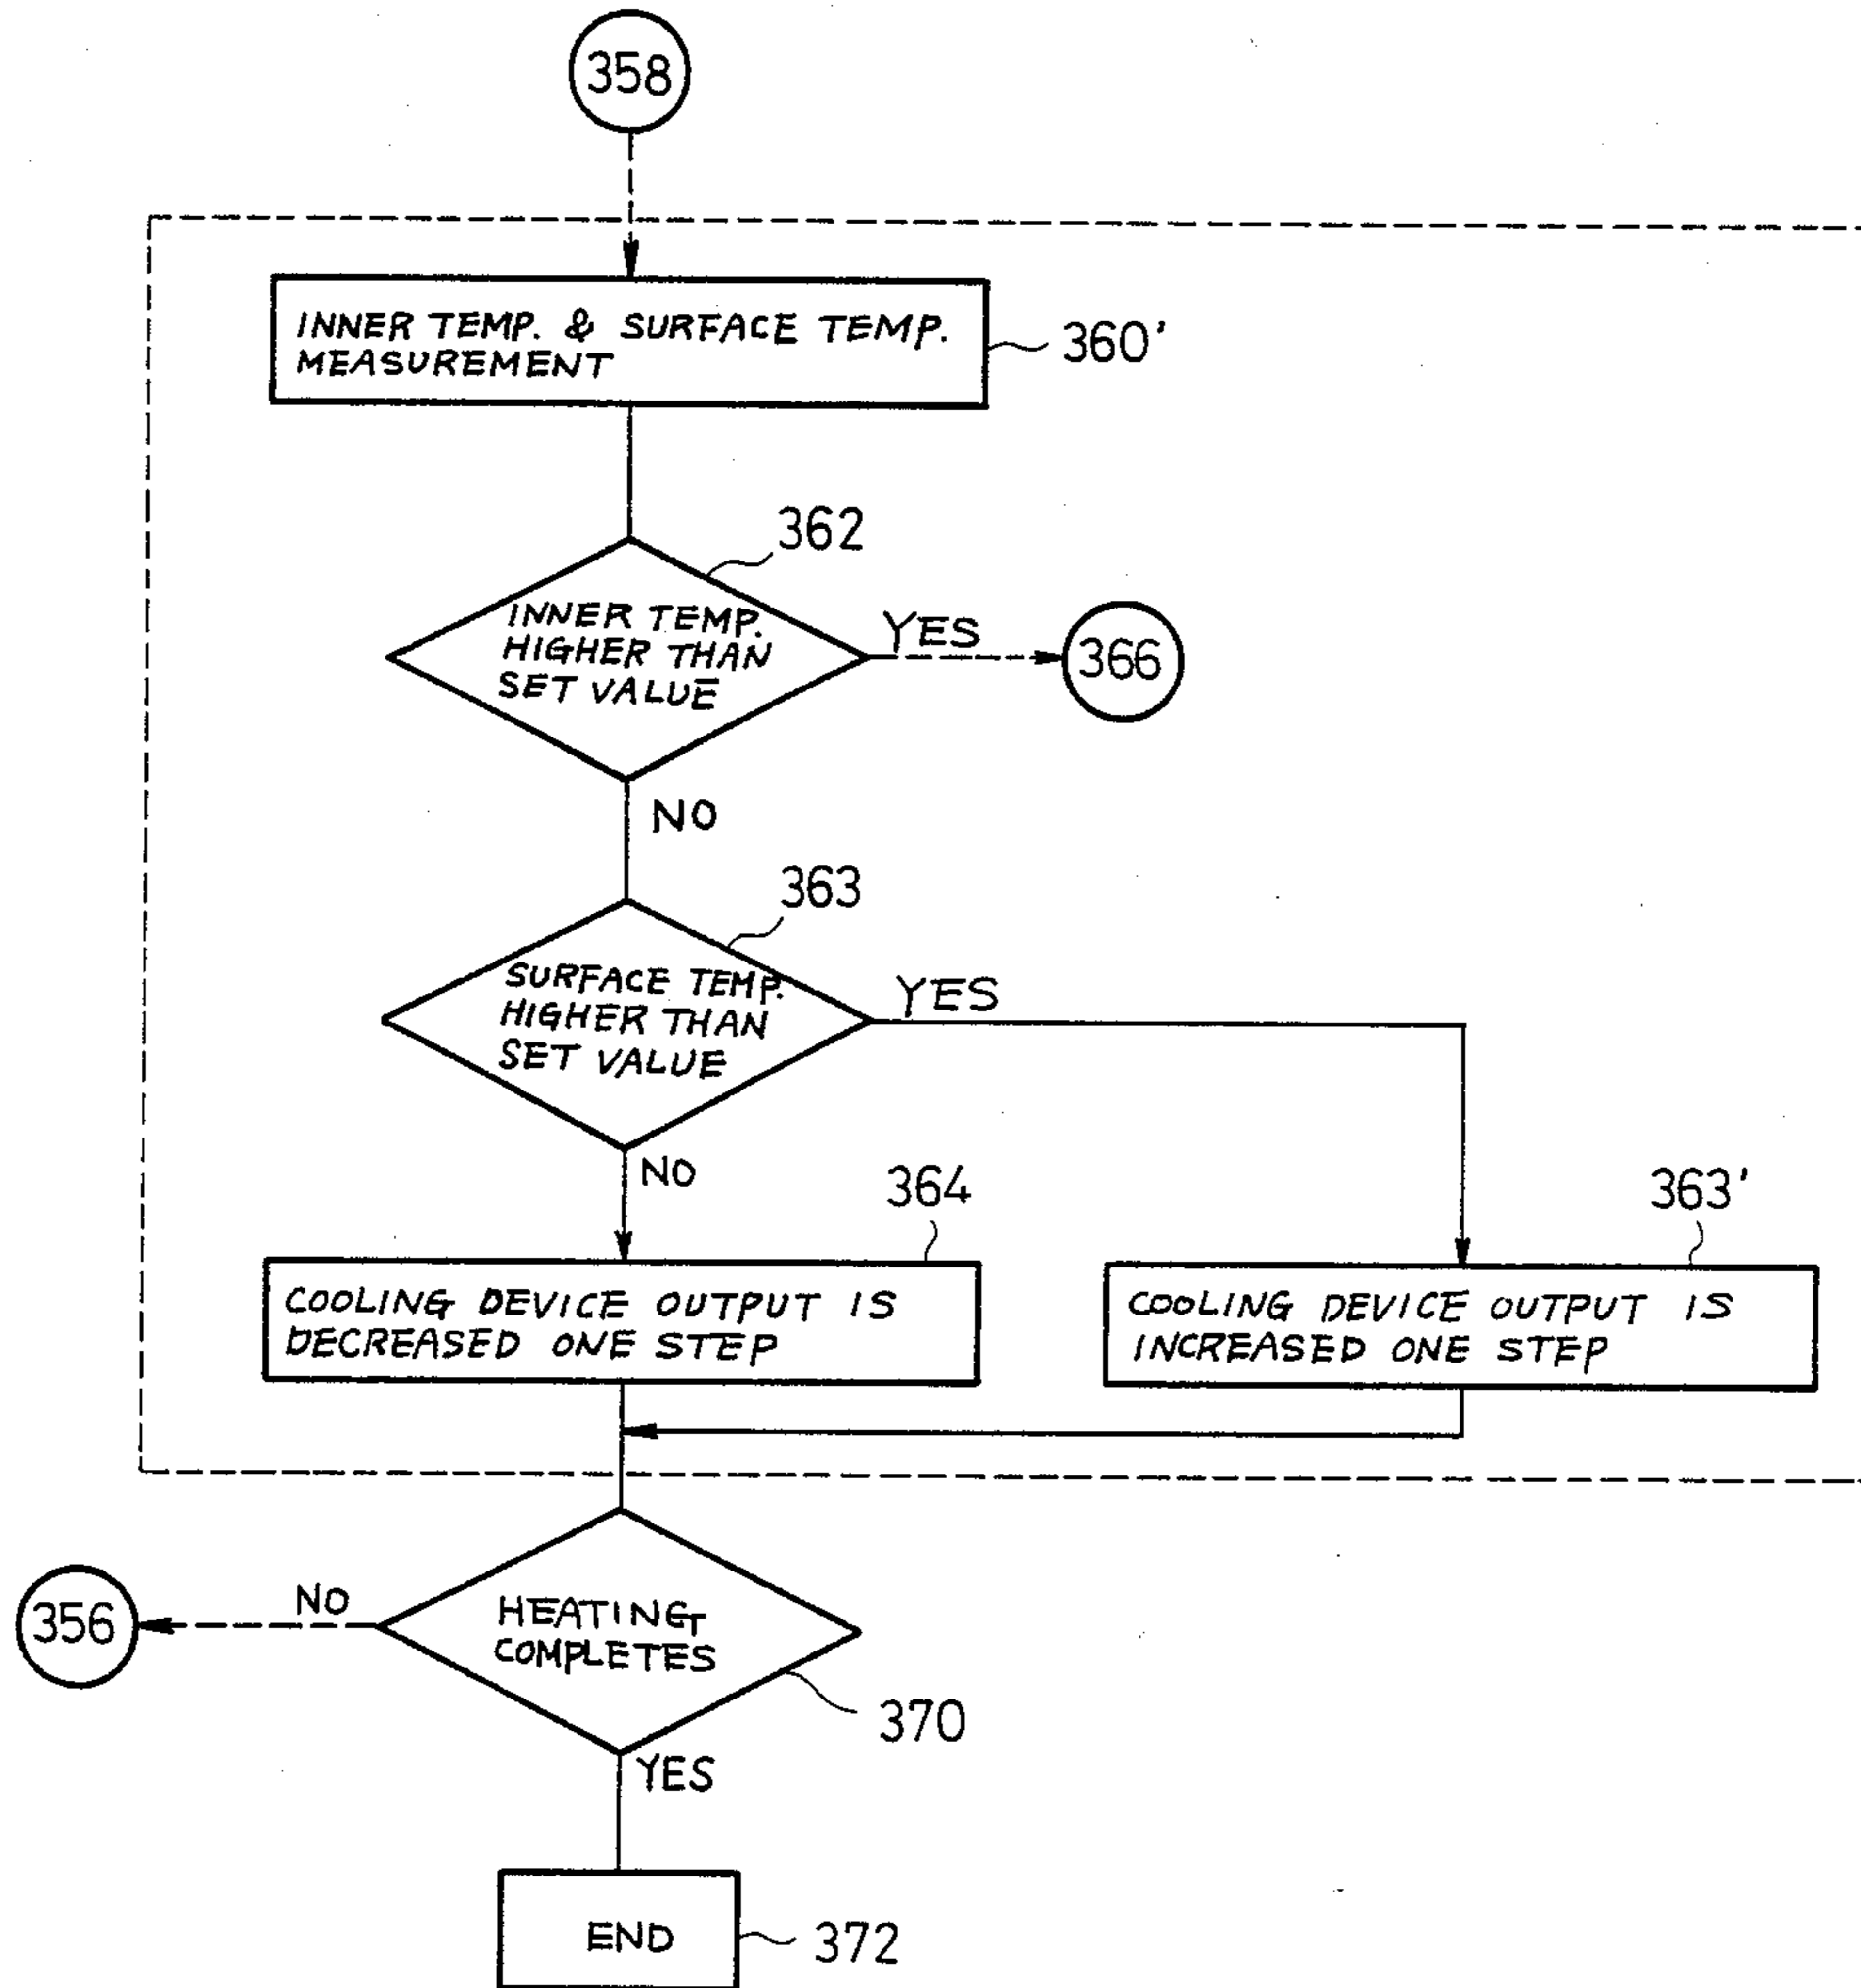 358
INNER TEMP. & SURFACE TEMP.
MEASUREMENT
360'
362
INNER TEMP.
HIGHER THAN
SET VALUE
YES
366
NO
363
SURFACE TEMP.
HIGHER THAN
SET VALUE
YES
NO
364
363'
COOLING DEVICE OUTPUT IS
DECREASED ONE STEP
COOLING DEVICE OUTPUT IS
INCREASED ONE STEP
356
NO
HEATING
COMPLETES
370
YES
END
372